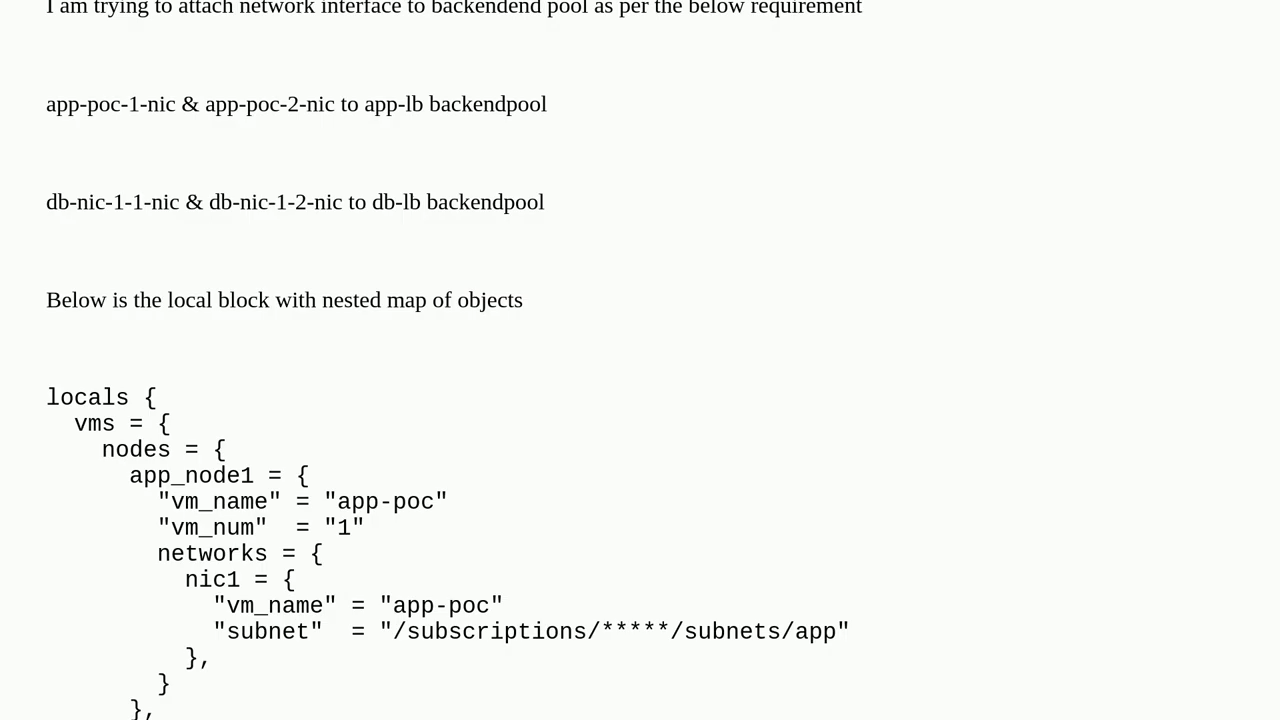 I am trying to attach network interface to backendend pool as per the below requirement
app-poc-1-nic & app-poc-2-nic to app-lb backendpool
db-nic-1-1-nic & db-nic-1-2-nic to db-lb backendpool
Below is the local block with nested map of objects
locals {
  vms = {
    nodes = {
      app_node1 = {
        "vm_name" = "app-poc"
        "vm_num"  = "1"
        networks = {
          nic1 = {
            "vm_name" = "app-poc"
            "subnet"  = "/subscriptions/*****/subnets/app"
          },
        }
      },